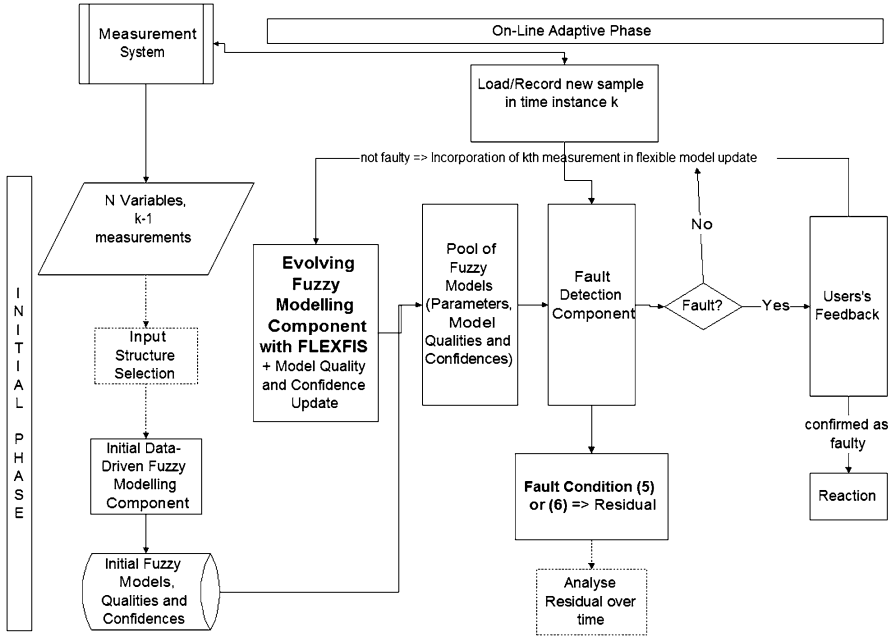 Measurement
System
On-Line Adaptive Phase
Load/Record new sample
in time instance k
not faulty => Incorporation of kth measurement in flexible model update
N Variables,
k-1
measurements
Input
Structure
Selection
Initial Data-
Driven Fuzzy
Modelling
Component
Initial Fuzzy
Models,
Qualities and
Confidences
INITIAL PHASE
Evolving
Fuzzy
Modelling
Component
with FLEXFIS
+ Model Quality
and Confidence
Update
Pool of
Fuzzy
Models
(Parameters,
Model
Qualities and
Confidences)
Fault
Detection
Component
No
Fault?
Yes
Users's
Feedback
confirmed as
faulty
Reaction
Fault Condition (5)
or (6) => Residual
Analyse
Residual over
time